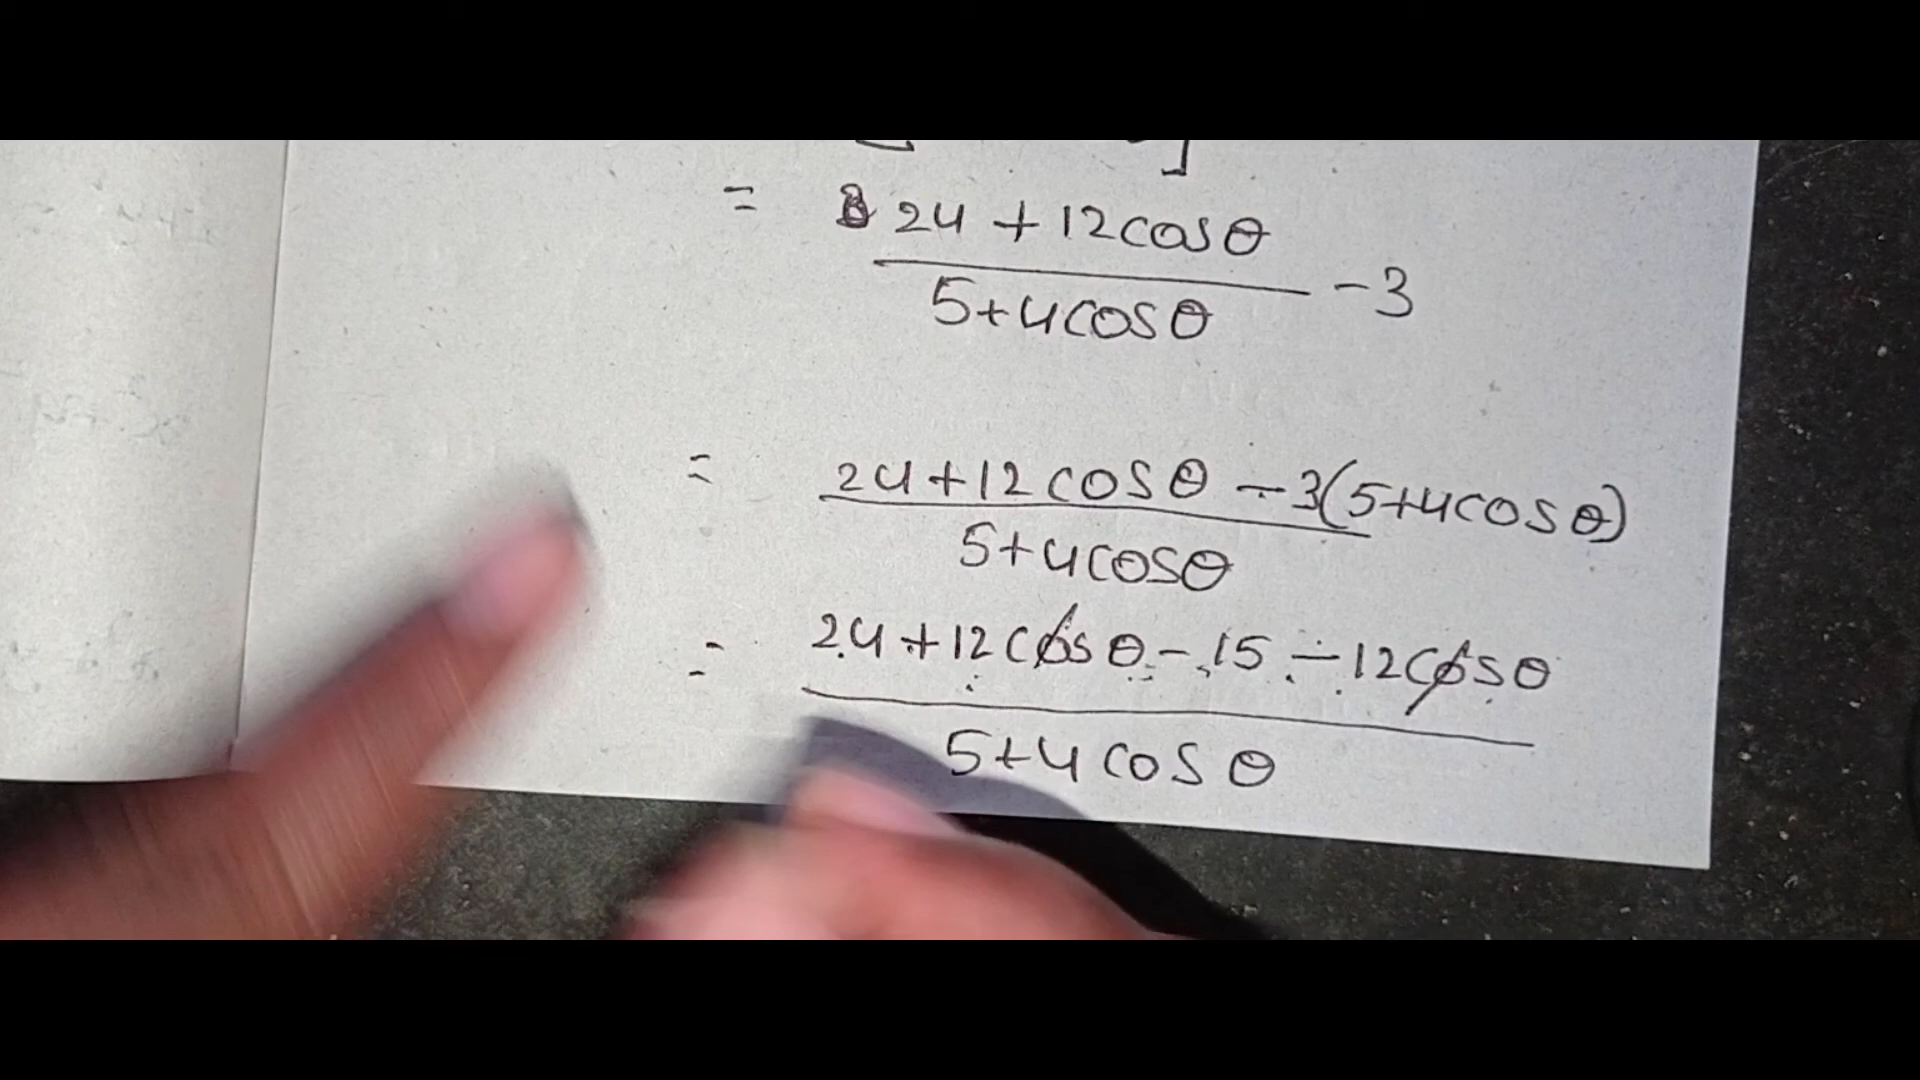 = 24 + 12cosθ
5+4cosθ -3
= 24+12cosθ - 3(5+4cosθ)
5+4cosθ
= 24+12cosθ - 15 - 12cosθ
5+4cosθ